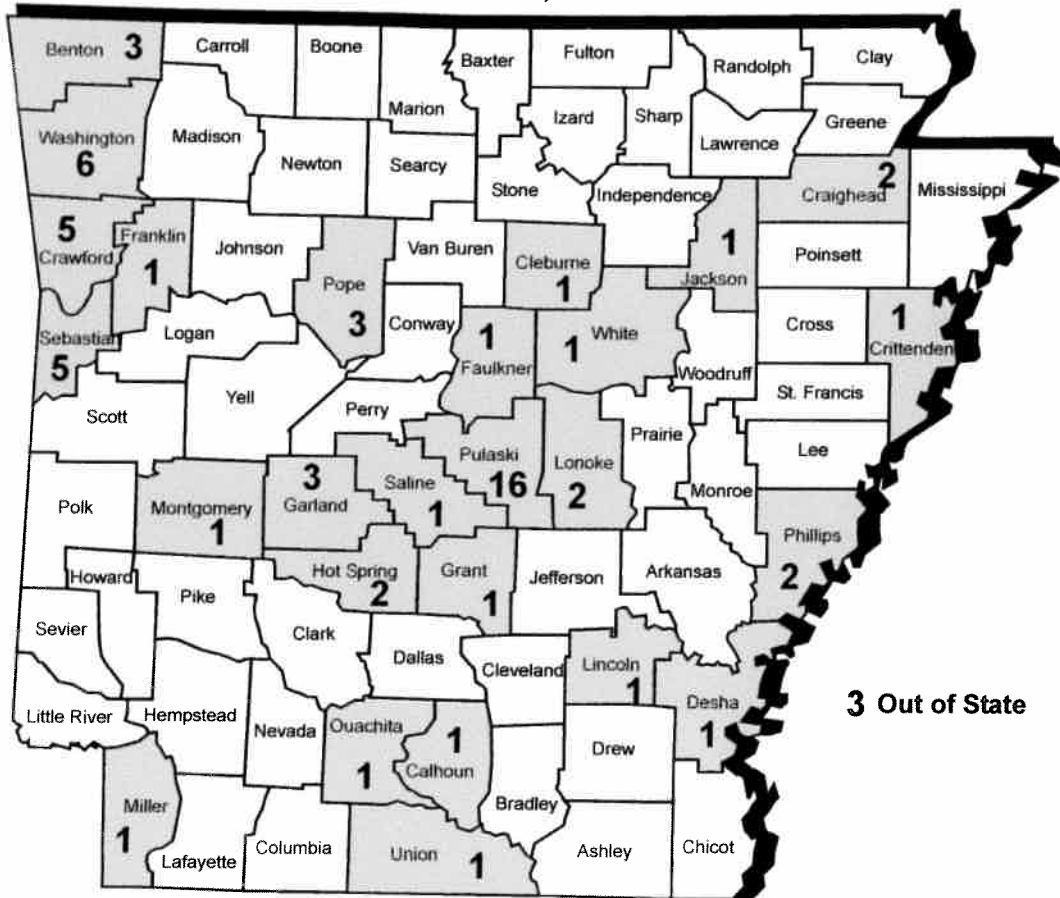 Benton 3
Carroll
Boone
Baxter
Fulton
Randolph
Clay
Marion
Izard
Sharp
Lawrence
Greene
Washington
6
Madison
Newton
Searcy
Stone
Independence
2
Craighead
Mississippi
5
Crawford
Franklin
1
Johnson
Pope
3
Van Buren
Cleburne
1
1
Jackson
Poinsett
Sebastian
5
Logan
Conway
1
Faulkner
1 White
Woodruff
Cross
1
Crittenden
Scott
Yell
Perry
Pulaski
16
Lonoke
2
Prairie
St. Francis
Lee
Monroe
Polk
Montgomery
1
3
Garland
Saline
1
Phillips
2
Howard
Pike
Hot Spring
2
Grant
1
Jefferson
Arkansas
Sevier
Clark
Dallas
Cleveland
Lincoln
1
Desha
1
3 Out of State
Little River
Hempstead
Nevada
Ouachita
1
1
Calhoun
Drew
Bradley
Miller
1
Lafayette
Columbia
Union 1
Ashley
Chicot